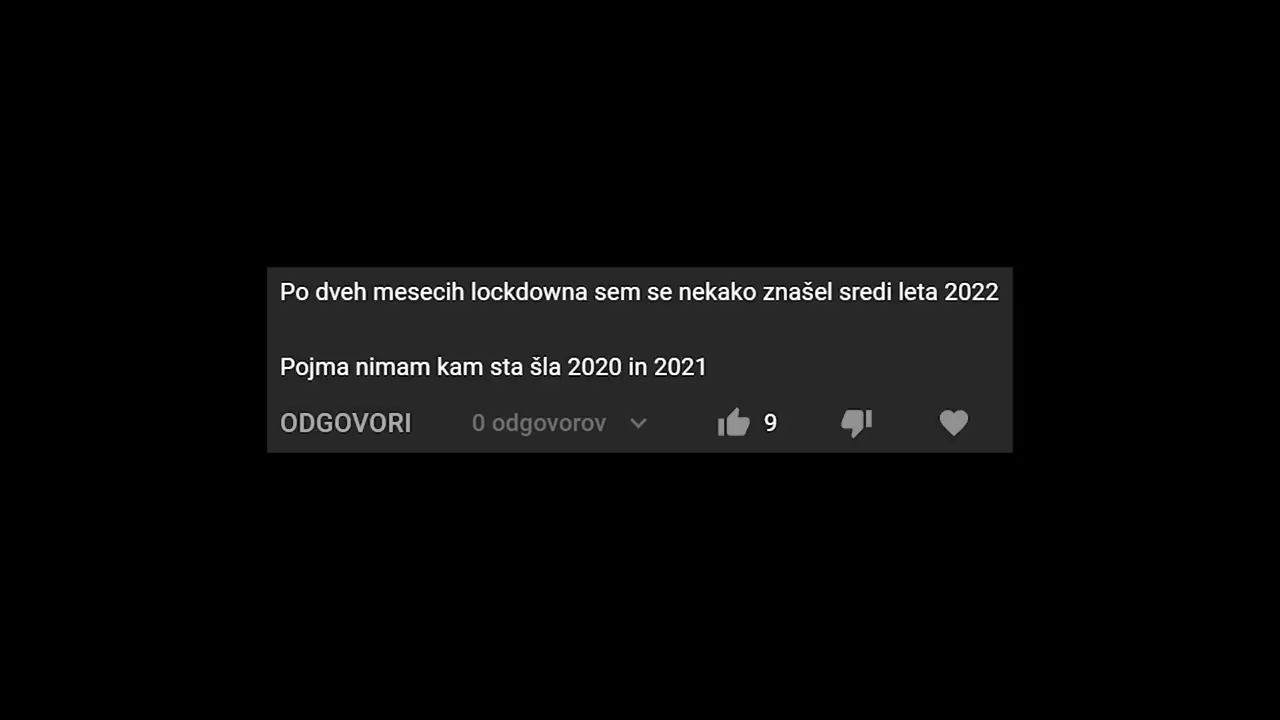 Po dveh mesecih lockdowna sem se nekako znašel sredi leta 2022
Pojma nimam kam sta šla 2020 in 2021
ODGOVORI 0 odgovorov 9